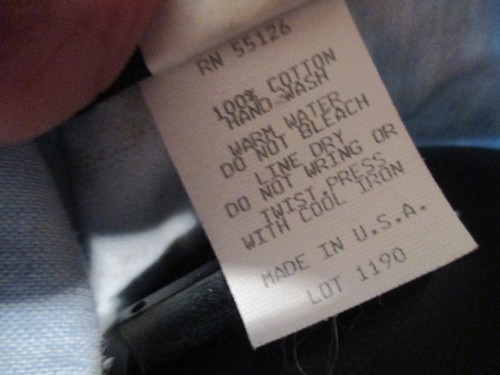 RN 55126
100% COTTON
HAND WASH
WARM WATER
DO NOT BLEACH
LINE DRY
DO NOT WRING OR
TWIST PRESS
WITH COOL IRON
MADE IN U.S.A.
LOT 1190